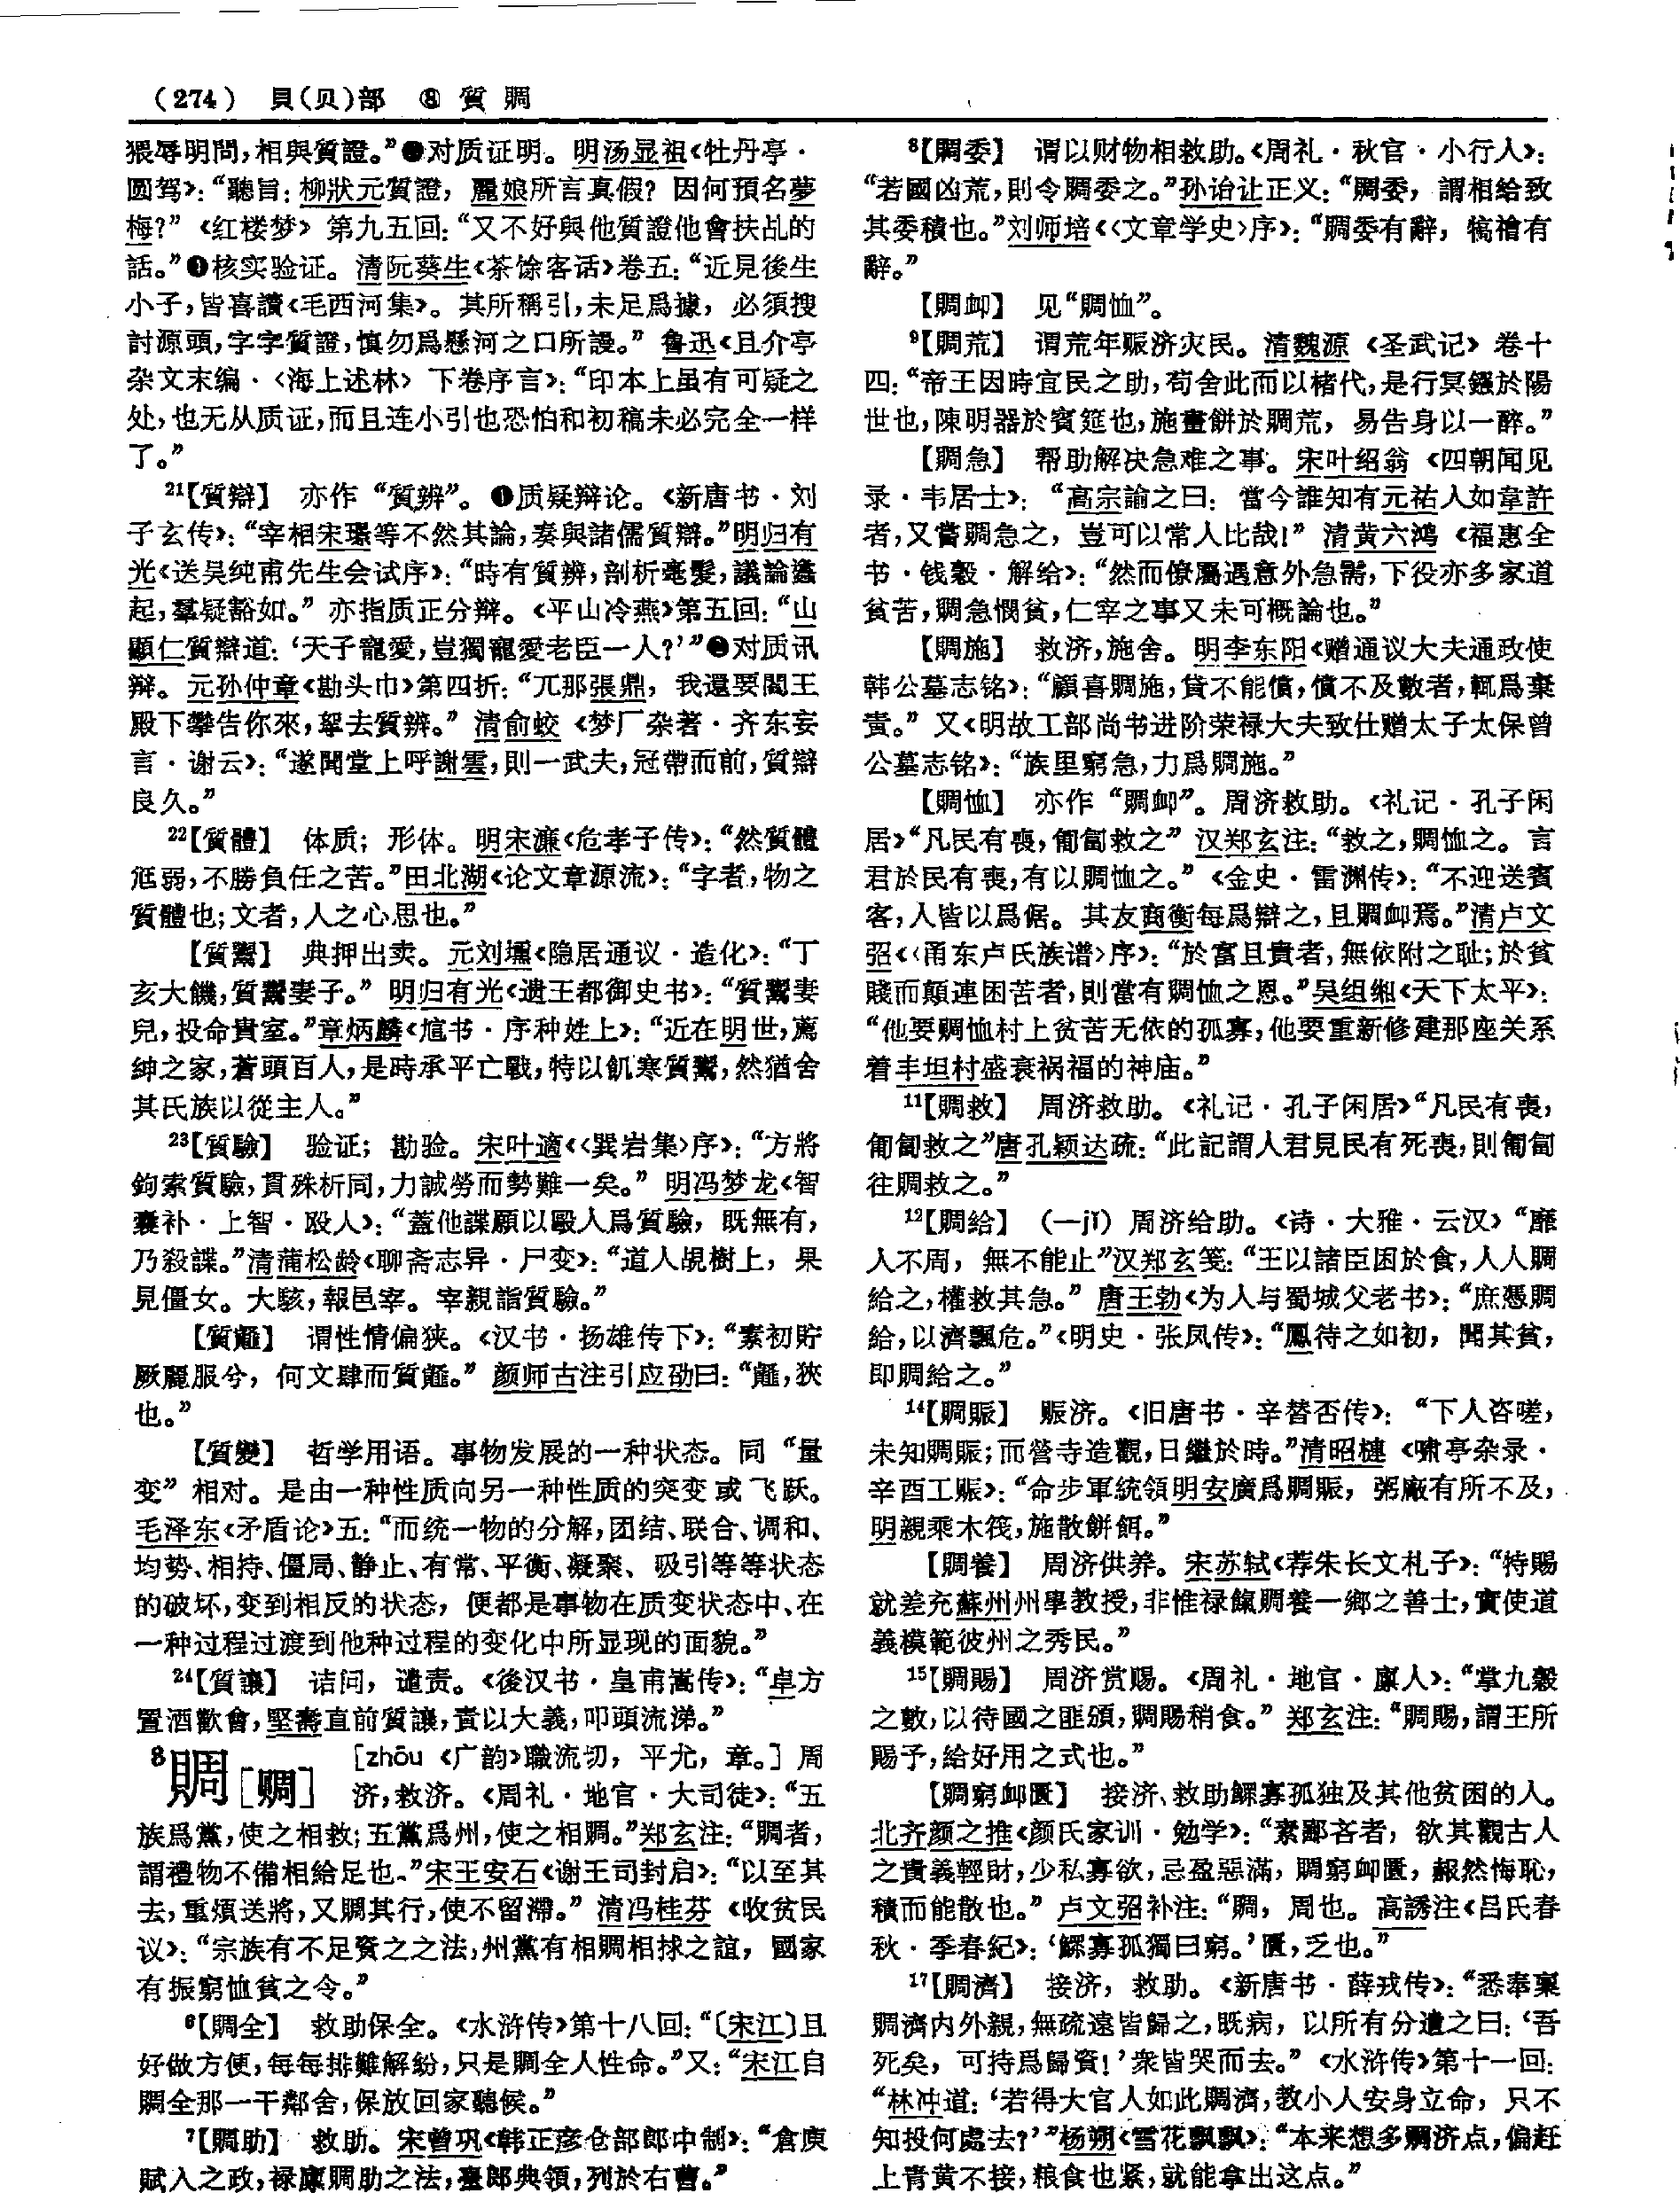 (274) 貝(贝)部 ⑧ 質 賙
猥辱明問,相與質證。”❸对质证明。明汤显祖《牡丹亭·
圆驾》:“聽旨:柳狀元質證,麗娘所言真假?因何預名夢
梅?”《红楼梦》第九五回:“又不好與他質證他會扶乩的
話。”❹核实验证。清阮葵生《茶馀客话》卷五:“近見後生
小子,皆喜讀《毛西河集》。其所稱引,未足爲據,必須搜
討源頭,字字質證,慎勿爲懸河之口所謾。”鲁迅《且介亭
杂文末编·〈海上述林〉下卷序言》:“印本上虽有可疑之
处,也无从质证,而且连小引也恐怕和初稿未必完全一样
了。”
21【質辯】 亦作“質辨”。❶质疑辩论。《新唐书·刘
子玄传》:“宰相宋璟等不然其論,奏與諸儒質辯。”明归有
光《送吴纯甫先生会试序》:“時有質辨,剖析毫髮,議論蠭
起,羣疑豁如。”亦指质正分辩。《平山冷燕》第五回:“山
顯仁質辯道:‘天子寵愛,豈獨寵愛老臣一人?’”❷对质讯
辩。元孙仲章《勘头巾》第四折:“兀那張鼎,我還要閻王
殿下攀告你來,拏去質辨。”清俞蛟《梦厂杂著·齐东妄
言·谢云》:“遂聞堂上呼謝雲,則一武夫,冠帶而前,質辯
良久。”
22【質體】 体质;形体。明宋濂《危孝子传》:“然質體
尪弱,不勝負任之苦。”田北湖《论文章源流》:“字者,物之
質體也;文者,人之心思也。”
【質鬻】 典押出卖。元刘壎《隐居通议·造化》:“丁
亥大饑,質鬻妻子。”明归有光《遗王都御史书》:“質鬻妻
兒,投命貴室。”章炳麟《訄书·序种姓上》:“近在明世,薦
紳之家,蒼頭百人,是時承平亡戰,特以飢寒質鬻,然猶舍
其氏族以從主人。”
23【質驗】 验证;勘验。宋叶適《〈巽岩集〉序》:“方將
鉤索質驗,貫殊析同,力誠勞而勢難一矣。”明冯梦龙《智
囊补·上智·殴人》:“蓋他諜願以毆人爲質驗,既無有,
乃殺諜。”清蒲松龄《聊斋志异·尸变》:“道人覘樹上,果
見僵女。大駭,報邑宰。宰親詣質驗。”
【質䪥】 谓性情偏狭。《汉书·扬雄传下》:“素初貯
厥麗服兮,何文肆而質䪥。”颜师古注引应劭曰:“䪥,狹
也。”
【質變】 哲学用语。事物发展的一种状态。同“量
变”相对。是由一种性质向另一种性质的突变或飞跃。
毛泽东《矛盾论》五:“而统一物的分解,团结、联合、调和、
均势、相持、僵局、静止、有常、平衡、凝聚、吸引等等状态
的破坏,变到相反的状态,便都是事物在质变状态中、在
一种过程过渡到他种过程的变化中所显现的面貌。”
24【質讓】 诘问,谴责。《後汉书·皇甫嵩传》:“卓方
置酒歡會,堅壽直前質讓,責以大義,叩頭流涕。”
8賙[赒] [zhōu 《广韵》職流切,平尤,章。]周
济,救济。《周礼·地官·大司徒》:“五
族爲黨,使之相救;五黨爲州,使之相賙。”郑玄注:“賙者,
謂禮物不備相給足也。”宋王安石《谢王司封启》:“以至其
去,重煩送將,又賙其行,使不留滯。”清冯桂芬《收贫民
议》:“宗族有不足資之之法,州黨有相賙相捄之誼,國家
有振窮恤貧之令。”
6【賙全】 救助保全。《水浒传》第十八回:“〔宋江〕且
好做方便,每每排難解紛,只是賙全人性命。”又:“宋江自
賙全那一干鄰舍,保放回家聽候。”
7【賙助】 救助。宋曾巩《韩正彦仓部郎中制》:“倉庾
賦入之政,禄廪賙助之法,臺郎典領,列於右曹。”
8【賙委】 谓以财物相救助。《周礼·秋官·小行人》:
“若國凶荒,則令賙委之。”孙诒让正义:“賙委,謂相給致
其委積也。”刘师培《〈文章学史〉序》:“賙委有辭,犒禬有
辭。”
【賙䘏】 见“賙恤”。
9【賙荒】 谓荒年赈济灾民。清魏源《圣武记》卷十
四:“帝王因時宜民之助,苟舍此而以楮代,是行冥鏹於陽
世也,陳明器於賓筵也,施畫餅於賙荒,易告身以一醉。”
【賙急】 帮助解决急难之事。宋叶绍翁《四朝闻见
录·韦居士》:“高宗諭之曰:當今誰知有元祐人如韋許
者,又嘗賙急之,豈可以常人比哉!”清黄六鸿《福惠全
书·钱穀·解给》:“然而僚屬遇意外急需,下役亦多家道
貧苦,賙急憫貧,仁宰之事又未可概論也。”
【賙施】 救济,施舍。明李东阳《赠通议大夫通政使
韩公墓志铭》:“顧喜賙施,貸不能償,償不及數者,輒爲棄
責。”又《明故工部尚书进阶荣禄大夫致仕赠太子太保曾
公墓志铭》:“族里窮急,力爲賙施。”
【賙恤】 亦作“賙䘏”。周济救助。《礼记·孔子闲
居》“凡民有喪,匍匐救之”汉郑玄注:“救之,賙恤之。言
君於民有喪,有以賙恤之。”《金史·雷渊传》:“不迎送賓
客,人皆以爲倨。其友商衡每爲辯之,且賙䘏焉。”清卢文
弨《〈甬东卢氏族谱〉序》:“於富且貴者,無依附之耻;於貧
賤而顛連困苦者,則當有賙恤之恩。”吴组缃《天下太平》:
“他要赒恤村上贫苦无依的孤寡,他要重新修建那座关系
着丰坦村盛衰祸福的神庙。”
11【賙救】 周济救助。《礼记·孔子闲居》“凡民有喪,
匍匐救之”唐孔颖达疏:“此記謂人君見民有死喪,則匍匐
往賙救之。”
12【賙給】 (—jǐ)周济给助。《诗·大雅·云汉》“靡
人不周,無不能止”汉郑玄笺:“王以諸臣困於食,人人賙
給之,權救其急。”唐王勃《为人与蜀城父老书》:“庶憑賙
給,以濟飄危。”《明史·张凤传》:“鳳待之如初,聞其貧,
即賙給之。”
14【賙賑】 赈济。《旧唐书·辛替否传》:“下人咨嗟,
未知賙賑;而營寺造觀,日繼於時。”清昭梿《啸亭杂录·
辛酉工赈》:“命步軍統領明安廣爲賙賑,粥廠有所不及,
明親乘木筏,施散餅餌。”
【賙養】 周济供养。宋苏轼《荐朱长文札子》:“特賜
就差充蘇州州學教授,非惟禄餼賙養一鄉之善士,實使道
義模範彼州之秀民。”
15【賙賜】 周济赏赐。《周礼·地官·廪人》:“掌九穀
之數,以待國之匪頒,賙賜稍食。”郑玄注:“賙賜,謂王所
賜予,給好用之式也。”
【賙窮䘏匱】 接济、救助鳏寡孤独及其他贫困的人。
北齐颜之推《颜氏家训·勉学》:“素鄙吝者,欲其觀古人
之貴義輕財,少私寡欲,忌盈惡滿,賙窮䘏匱,赧然悔恥,
積而能散也。”卢文弨补注:“賙,周也。高誘注《吕氏春
秋·季春紀》:‘鰥寡孤獨曰窮。’匱,乏也。”
17【賙濟】 接济,救助。《新唐书·薛戎传》:“悉奉稟
賙濟内外親,無疏遠皆歸之,既病,以所有分遺之曰:‘吾
死矣,可持爲歸資!’衆皆哭而去。”《水浒传》第十一回:
“林冲道:‘若得大官人如此賙濟,教小人安身立命,只不
知投何處去?’”杨朔《雪花飘飘》:“本来想多赒济点,偏赶
上青黄不接,粮食也紧,就能拿出这点。”